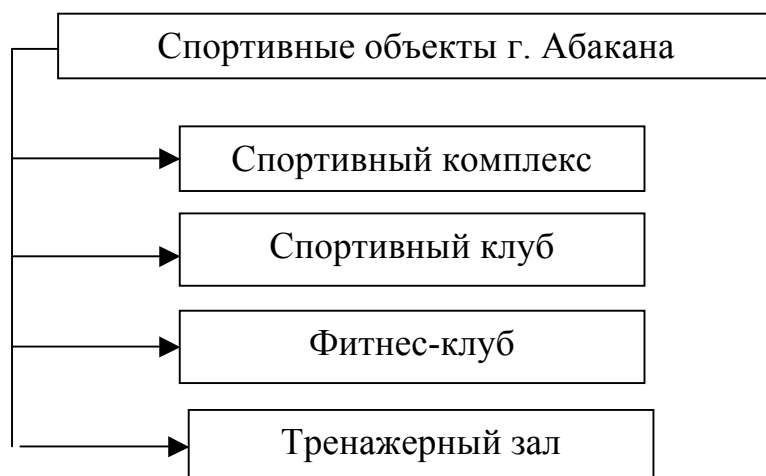 Спортивные объекты г. Абакана
Спортивный комплекс
Спортивный клуб
Фитнес-клуб
Тренажерный зал